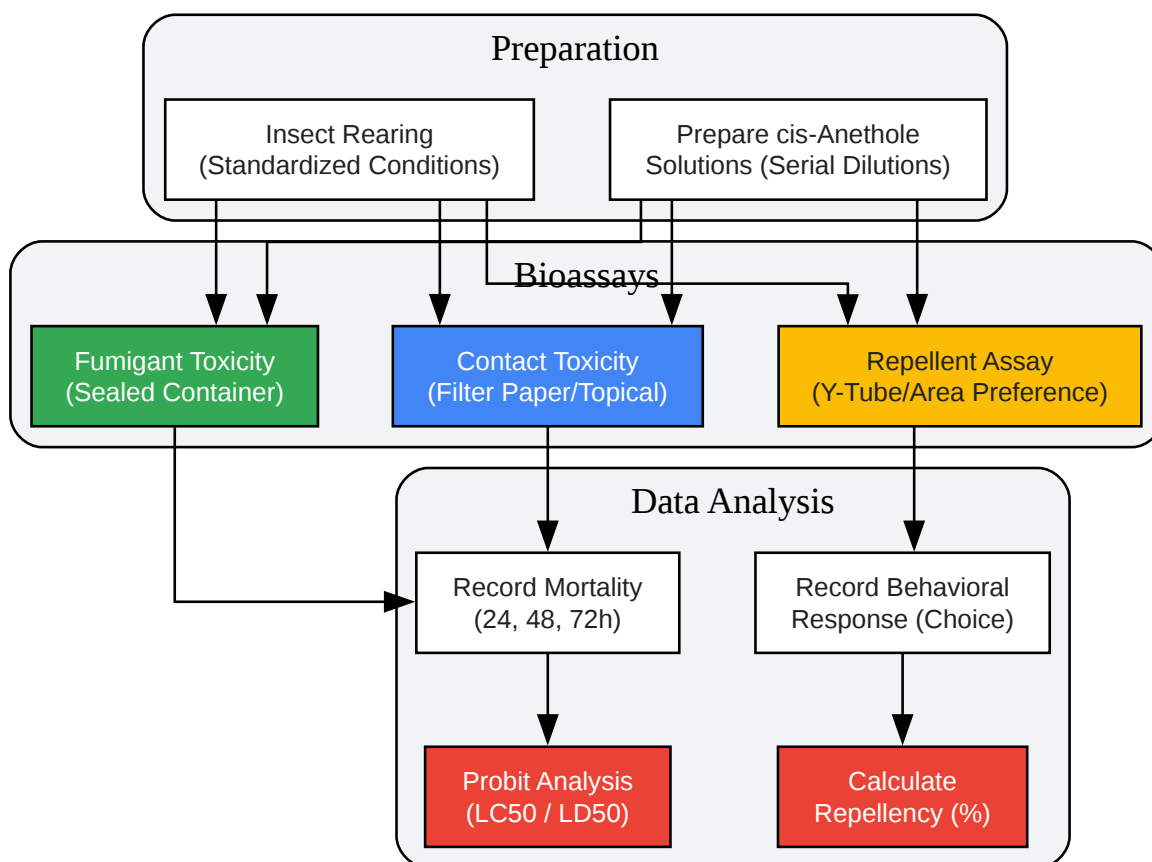 Preparation
Insect Rearing
(Standardized Conditions)
Prepare cis-Anethole
Solutions (Serial Dilutions)
Bioassays
Fumigant Toxicity
(Sealed Container)
Contact Toxicity
(Filter Paper/Topical)
Repellent Assay
(Y-Tube/Area Preference)
Data Analysis
Record Mortality
(24, 48, 72h)
Record Behavioral
Response (Choice)
Probit Analysis
(LC50 / LD50)
Calculate
Repellency (%)